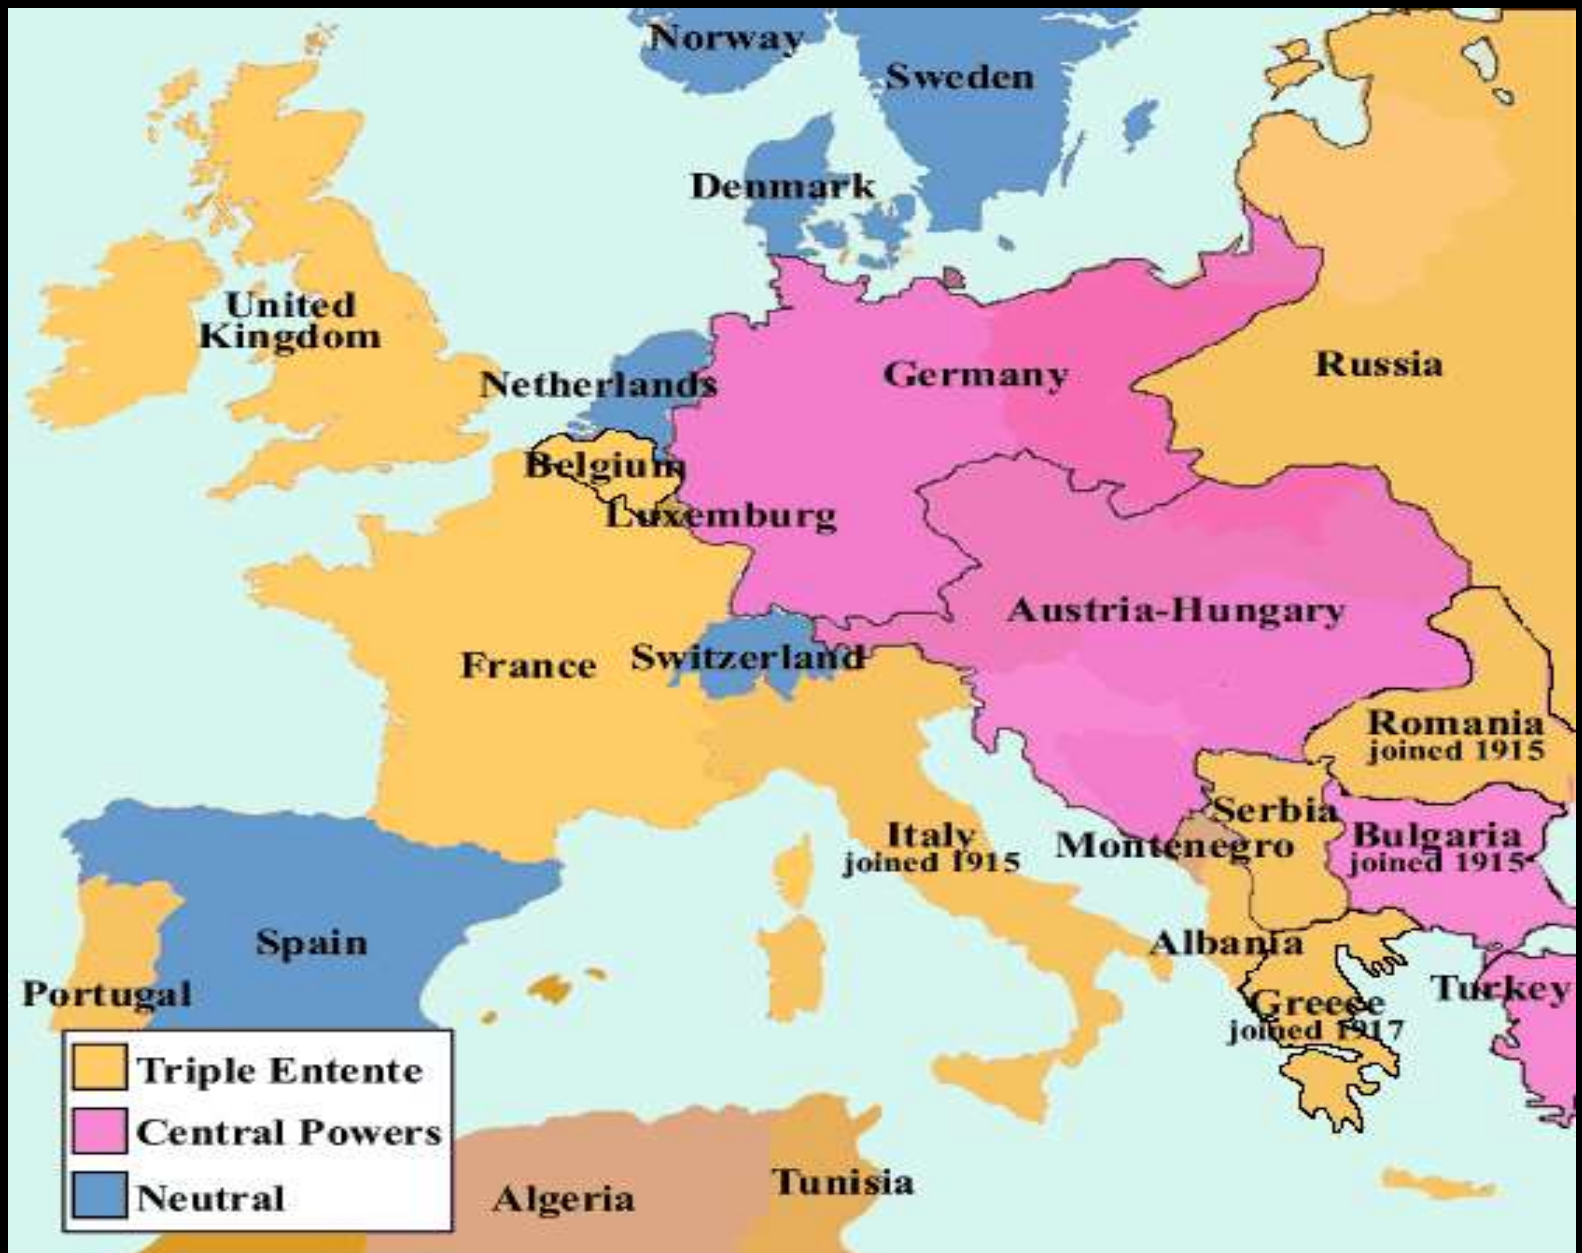 Norway
Sweden
Denmark
United
Kingdom
Netherlands
Germany
Russia
Belgium
Luxemburg
Austria-Hungary
France
Switzerland
Romania
joined 1915
Serbia
Italy
joined 1915
Montenegro
Bulgaria
joined 1915
Spain
Albania
Portugal
Turkey
Greece
joined 1917
Triple Entente
Central Powers
Neutral
Algeria
Tunisia